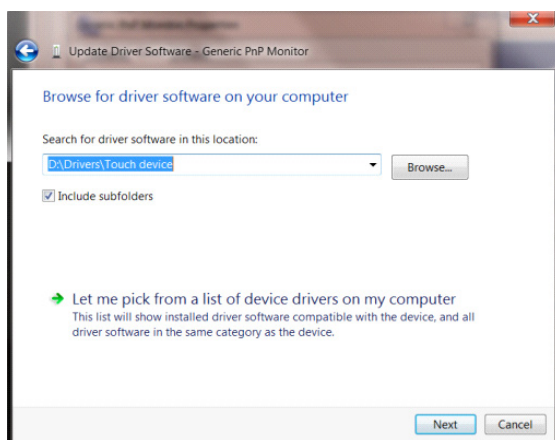 Update Driver Software - Generic PnP Monitor
Browse for driver software on your computer
Search for driver software in this location:
D:\Drivers\Touch device
Browse...
Include subfolders
Let me pick from a list of device drivers on my computer
This list will show installed driver software compatible with the device, and all
driver software in the same category as the device.
Next
Cancel